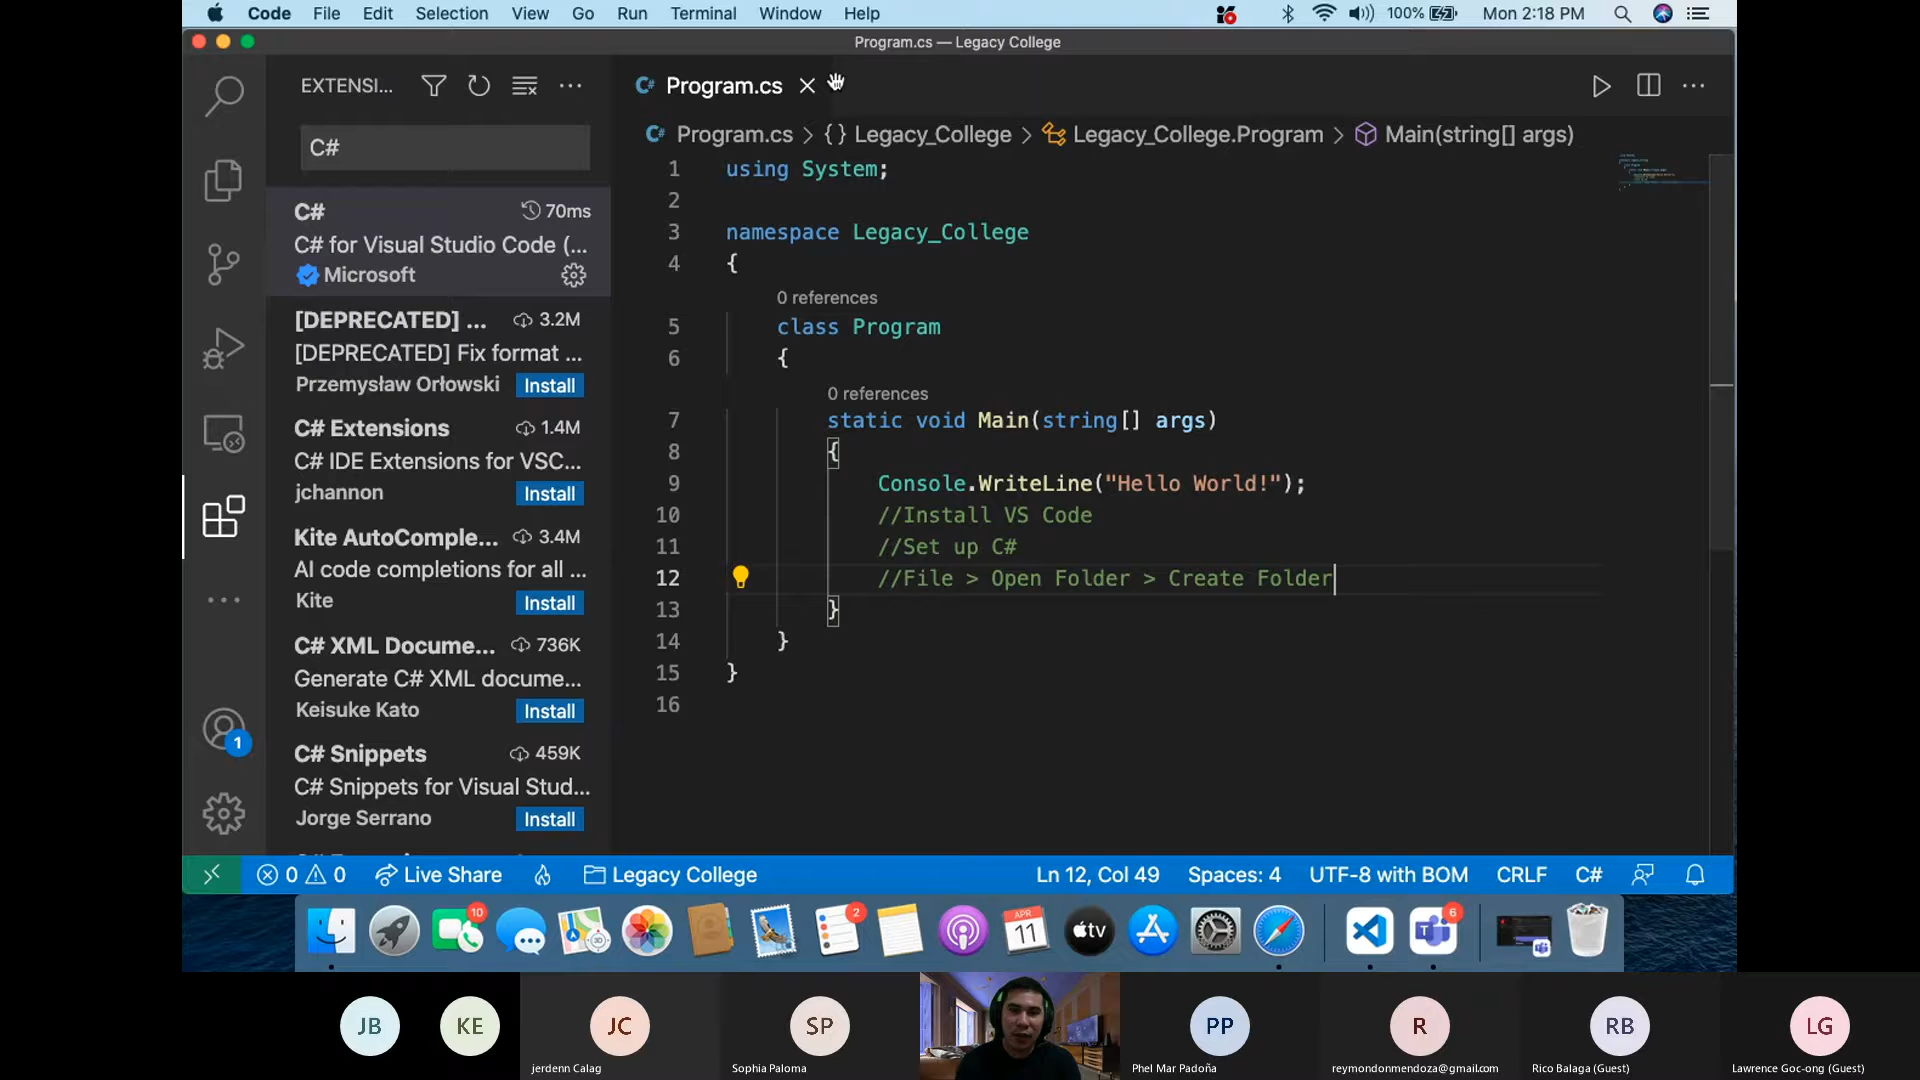 Code File Edit Selection View Go Run Terminal Window Help 100% Mon 2:18 PM
Program.cs — Legacy College
EXTENSI...
C#
C# 70ms
C# for Visual Studio Code (...
Microsoft
[DEPRECATED] ... 3.2M
[DEPRECATED] Fix format ...
Przemysław Orłowski Install
C# Extensions 1.4M
C# IDE Extensions for VSC...
jchannon Install
Kite AutoComple... 3.4M
AI code completions for all ...
Kite Install
C# XML Docume... 736K
Generate C# XML docume...
Keisuke Kato Install
C# Snippets 459K
C# Snippets for Visual Stud...
Jorge Serrano Install
1
Program.cs
Program.cs > {} Legacy_College > Legacy_College.Program > Main(string[] args)
1 using System;
2
3 namespace Legacy_College
4 {
0 references
5 class Program
6 {
0 references
7 static void Main(string[] args)
8 {
9 Console.WriteLine("Hello World!");
10 //Install VS Code
11 //Set up C#
12 //File > Open Folder > Create Folder
13 }
14 }
15 }
16
0 0 Live Share Legacy College Ln 12, Col 49 Spaces: 4 UTF-8 with BOM CRLF C#
10 2 APR 11 tv 6
JB KE JC SP PP R RB LG
jerdenn Calag Sophia Paloma Phel Mar Padoña reymondonmendoza@gmail.com Rico Balaga (Guest) Lawrence Goc-ong (Guest)